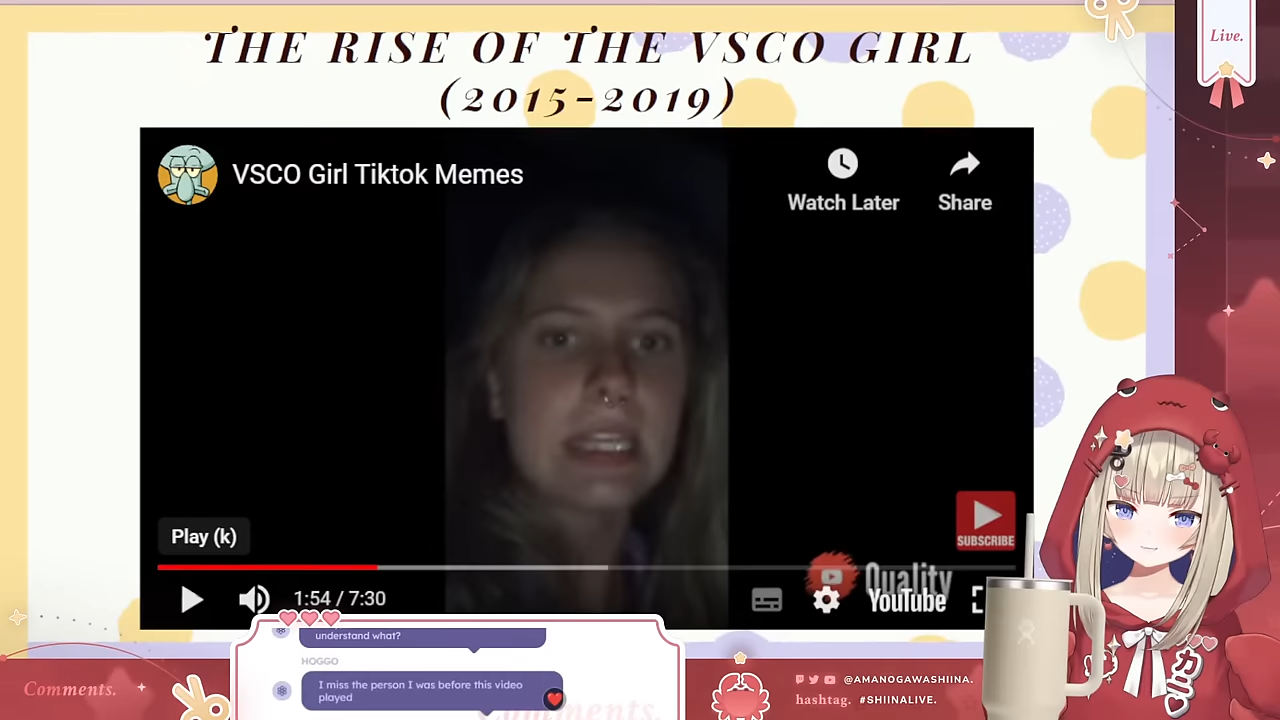 THE RISE OF THE VSCO GIRL
(2015-2019)
Live.
VSCO Girl Tiktok Memes
Watch Later
Share
SUBSCRIBE
Play (k)
1:54 / 7:30
Quality
YouTube
understand what?
HOGGO
I miss the person I was before this video
played
Comments.
Comments.
@AMANOGAWASHIINA.
hashtag. #SHIINALIVE.